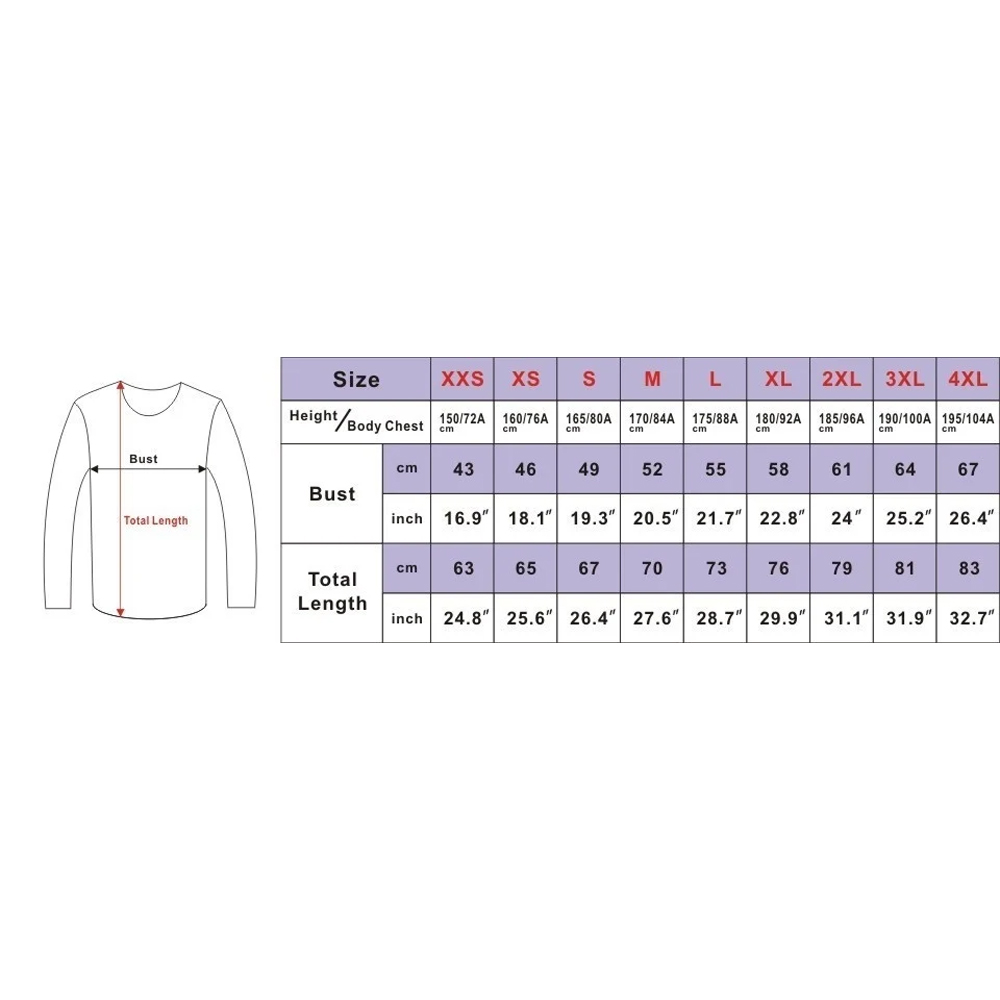 Bust
Total Length
Size XXS XS S M L XL 2XL 3XL 4XL
Height/Body Chest 150/72A cm 160/76A cm 165/80A cm 170/84A cm 175/88A cm 180/92A cm 185/96A cm 190/100A cm 195/104A cm
Bust
cm 43 46 49 52 55 58 61 64 67
inch 16.9″ 18.1″ 19.3″ 20.5″ 21.7″ 22.8″ 24″ 25.2″ 26.4″
Total
Length
cm 63 65 67 70 73 76 79 81 83
inch 24.8″ 25.6″ 26.4″ 27.6″ 28.7″ 29.9″ 31.1″ 31.9″ 32.7″